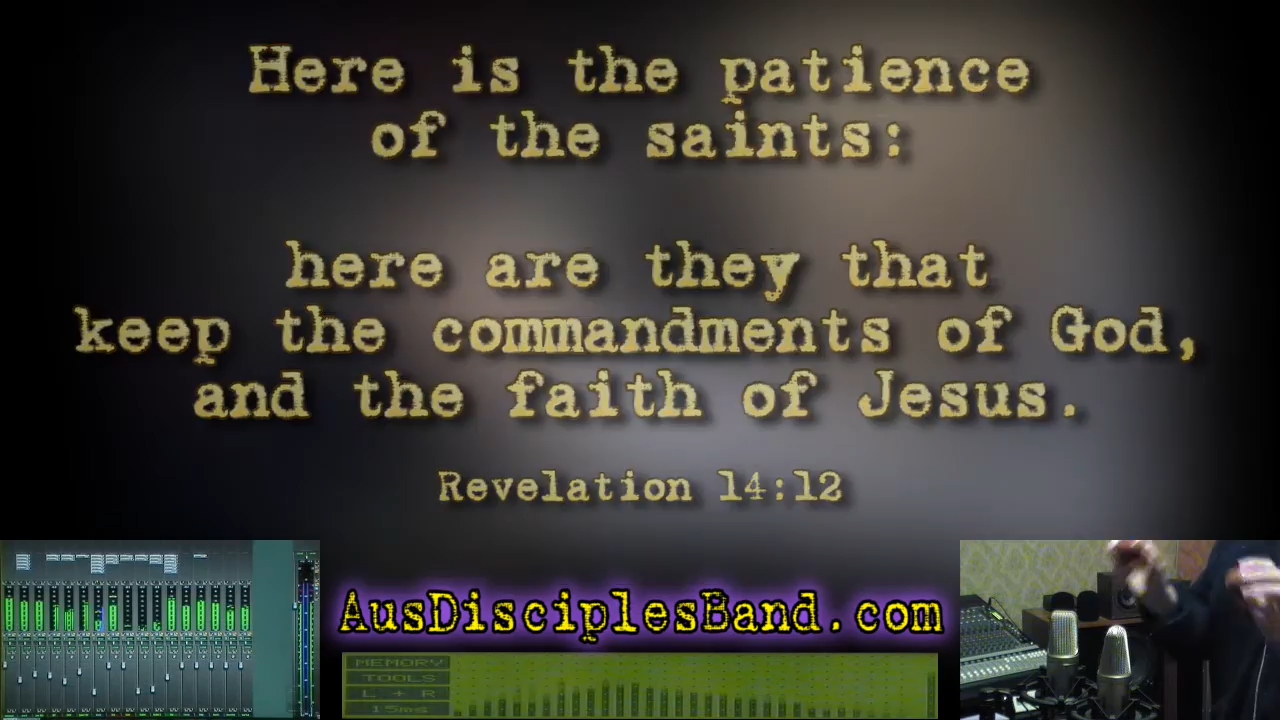 Here is the patience
of the saints:
here are they that
keep the commandments of God,
and the faith of Jesus.
Revelation 14:12
AusDisciplesBand.com
MEMORY
TOOLS
L + R
15ms